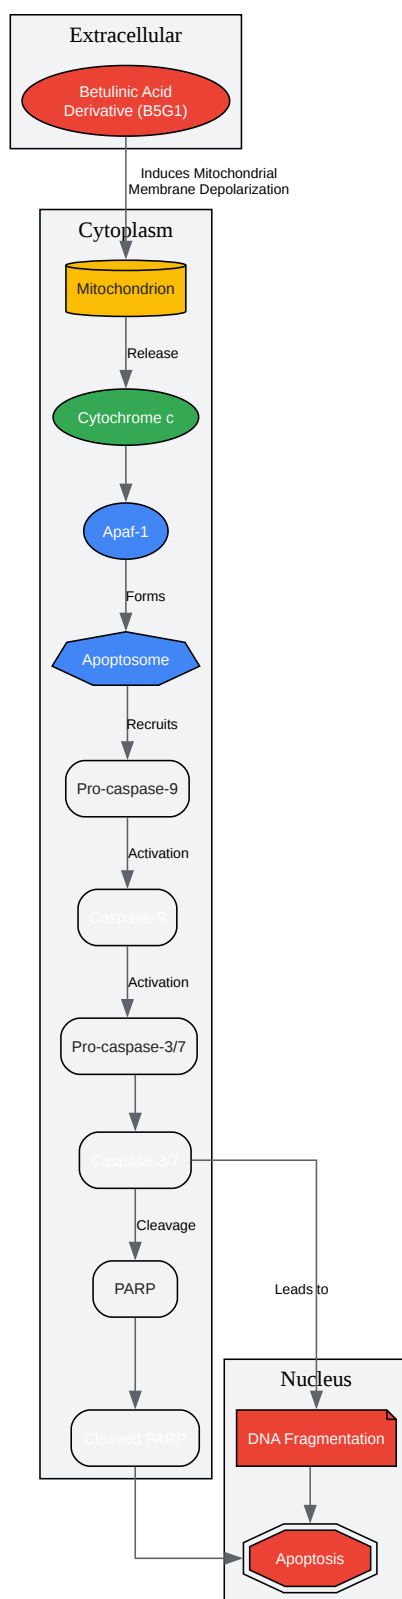 Extracellular
Betulinic Acid
Derivative (B5G1)
Induces Mitochondrial
Membrane Depolarization
Cytoplasm
Mitochondrion
Release
Cytochrome c
Apaf-1
Forms
Apoptosome
Recruits
Pro-caspase-9
Activation
Caspase-9
Activation
Pro-caspase-3/7
Caspase-3/7
Cleavage
PARP
Leads to
Nucleus
Cleaved PARP
DNA Fragmentation
Apoptosis